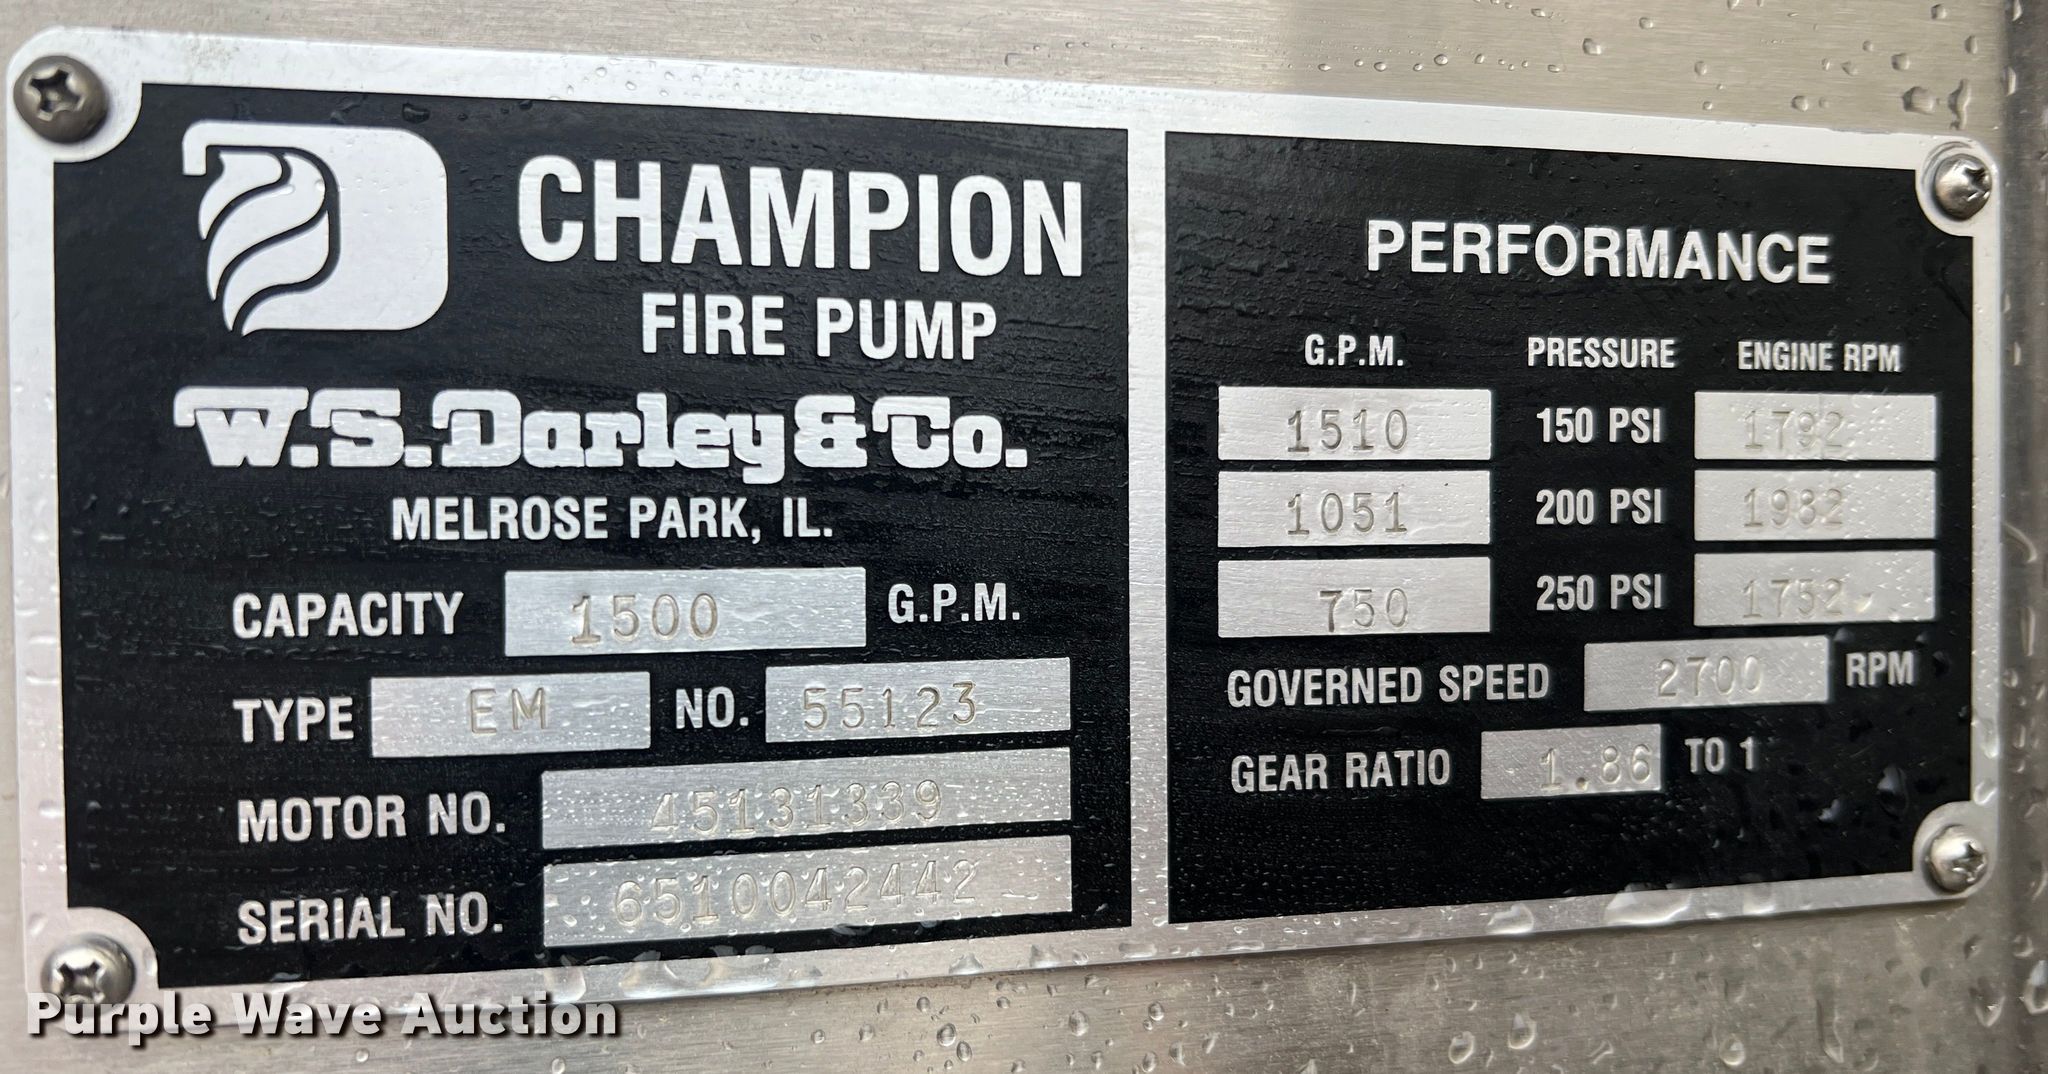 CHAMPION
FIRE PUMP
W.S. Darley & Co.
MELROSE PARK, IL.
CAPACITY 1500 G.P.M.
TYPE EM NO. 55123
MOTOR NO. 45131339
SERIAL NO. 6510042442
PERFORMANCE
G.P.M. PRESSURE ENGINE RPM
1510 150 PSI 1792
1051 200 PSI 1982
750 250 PSI 1752
GOVERNED SPEED 2700 RPM
GEAR RATIO 1.86 TO 1
Purple Wave Auction